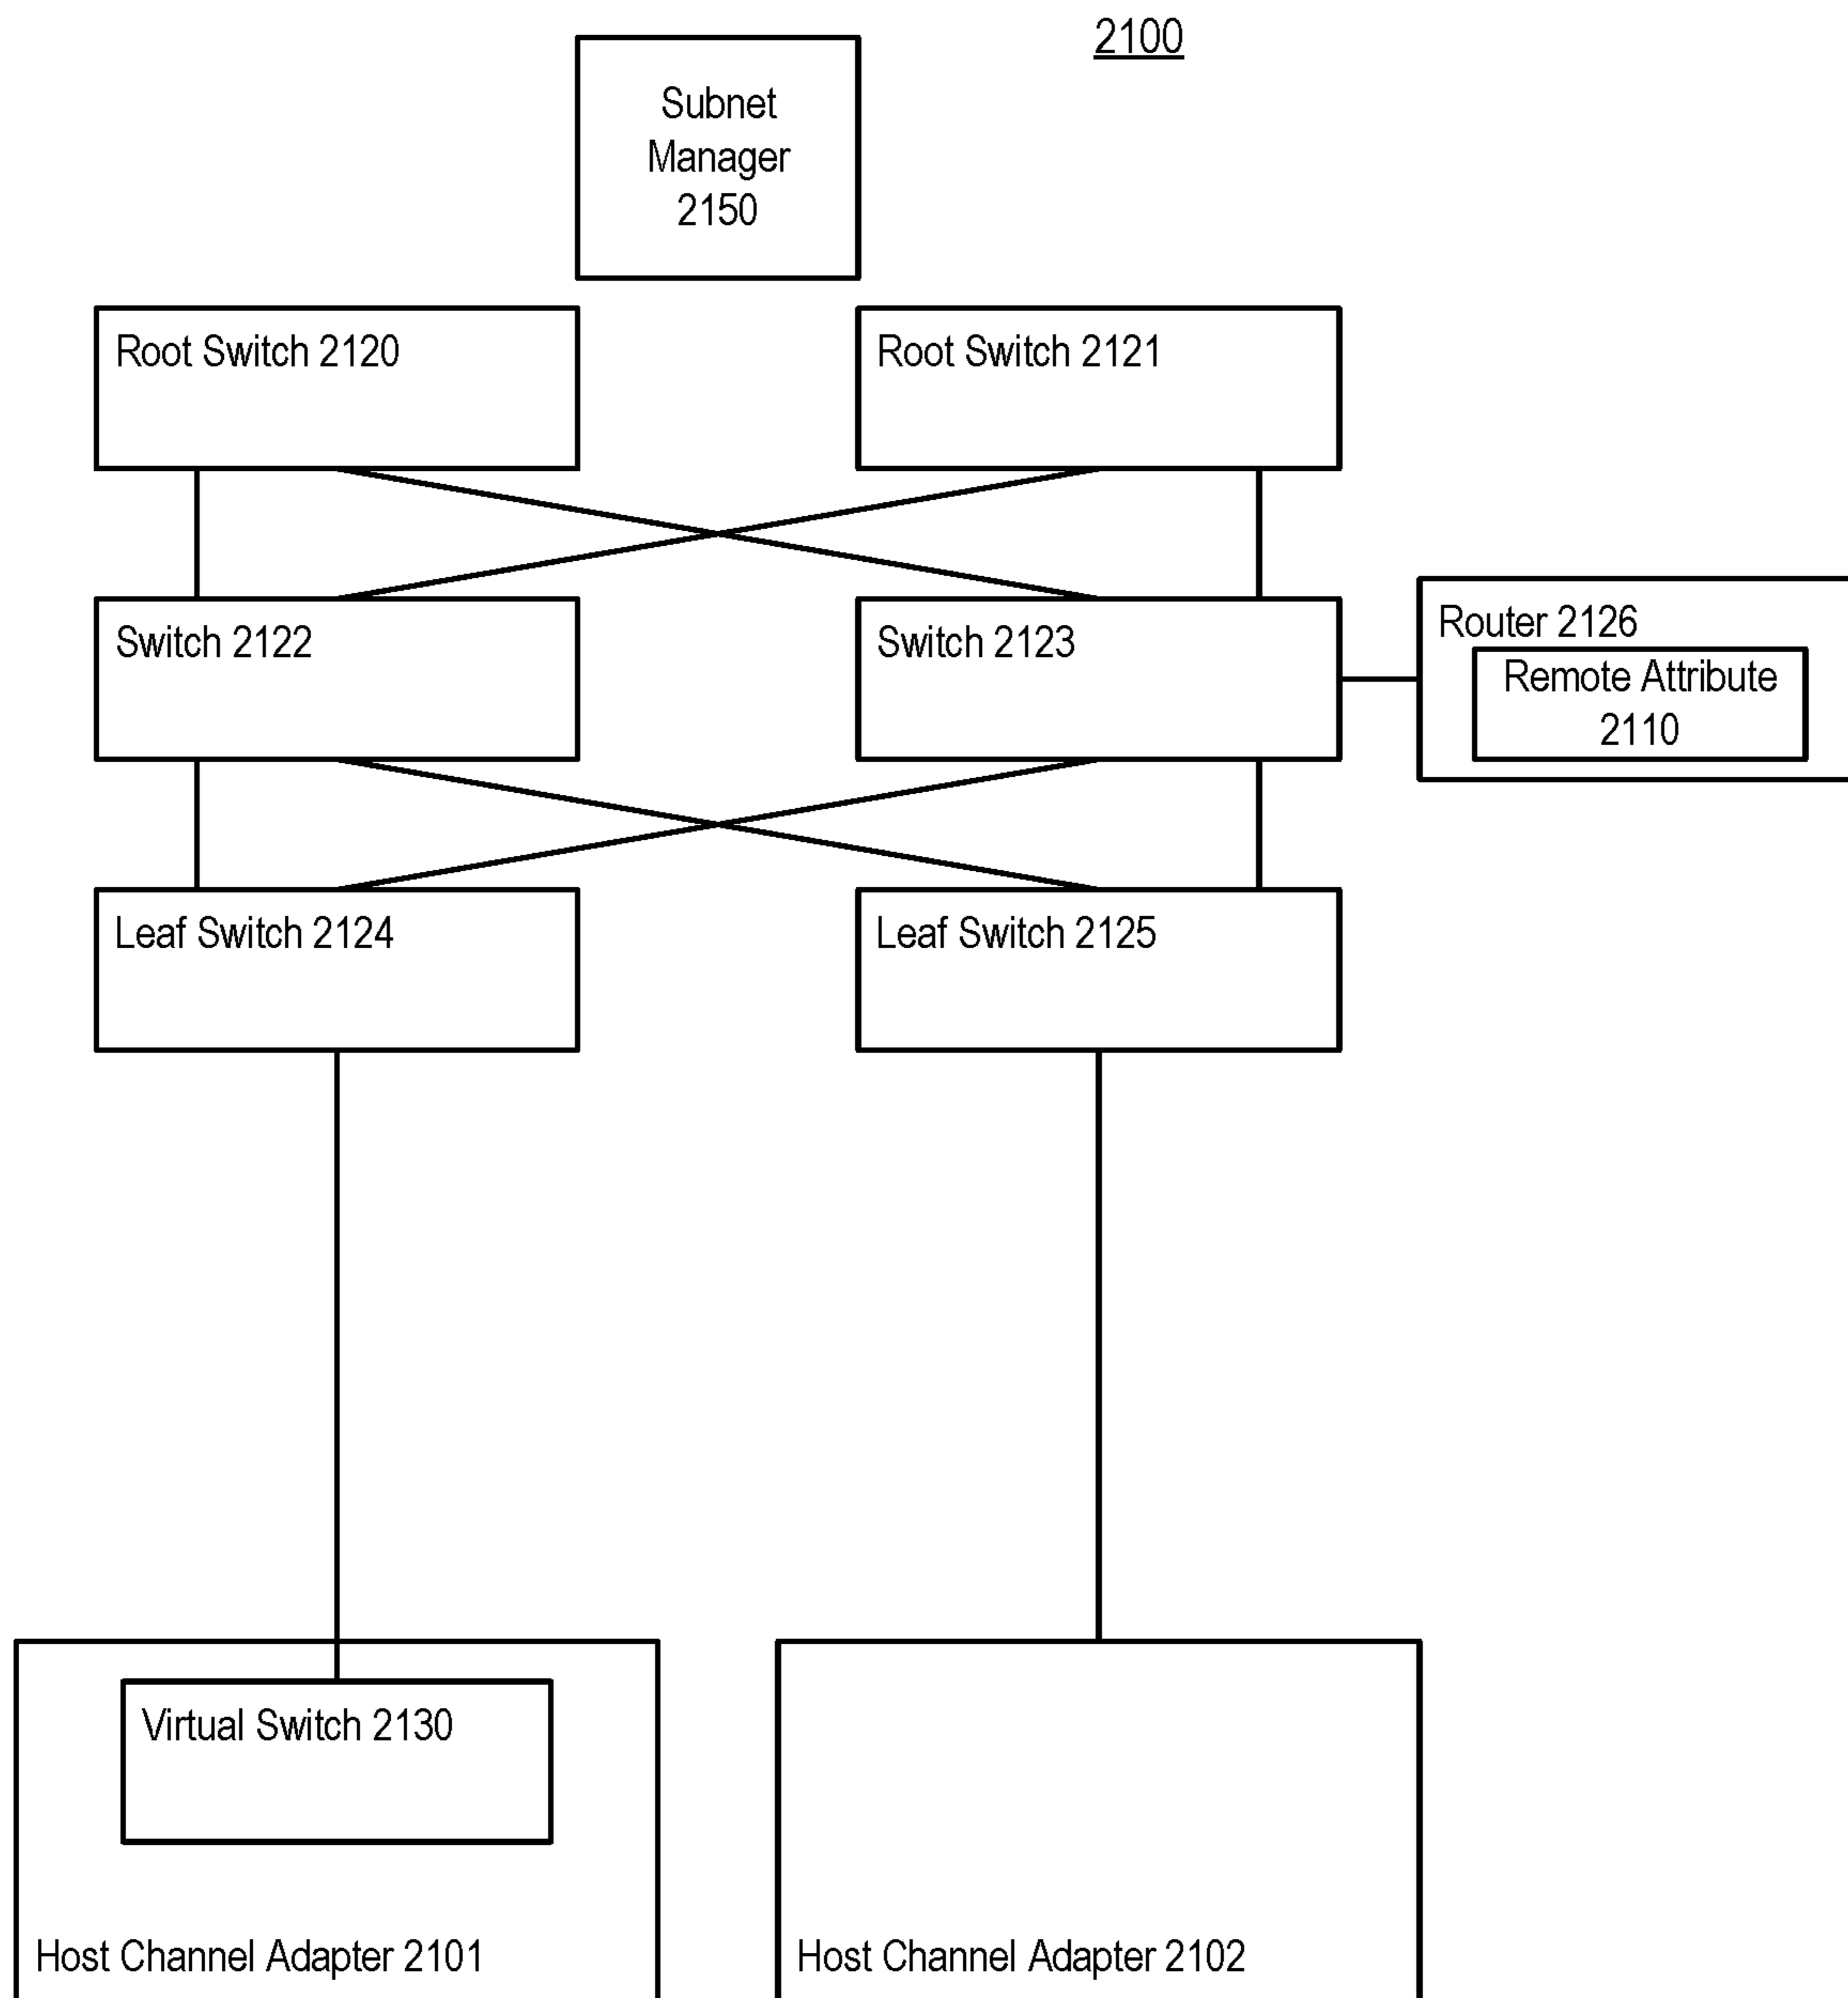 2100
Subnet
Manager
2150
Root Switch 2120
Root Switch 2121
Switch 2122
Switch 2123
Router 2126
Remote Attribute
2110
Leaf Switch 2124
Leaf Switch 2125
Virtual Switch 2130
Host Channel Adapter 2101
Host Channel Adapter 2102